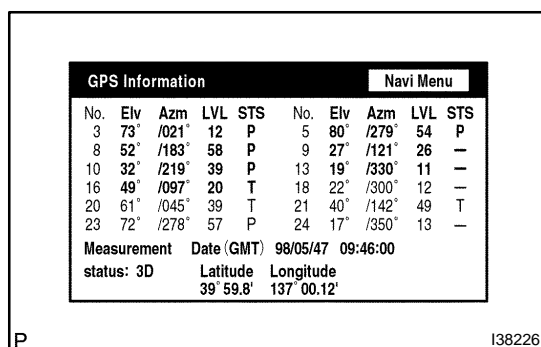 GPS Information Navi Menu
No. Elv Azm LVL STS No. Elv Azm LVL STS
3 73° /021° 12 P 5 80° /279° 54 P
8 52° /183° 58 P 9 27° /121° 26 –
10 32° /219° 39 P 13 19° /330° 11 –
16 49° /097° 20 T 18 22° /300° 12 –
20 61° /045° 39 T 21 40° /142° 49 T
23 72° /278° 57 P 24 17° /350° 13 –
Measurement Date (GMT) 98/05/47 09:46:00
status: 3D Latitude Longitude
39° 59.8' 137° 00.12'
P I38226